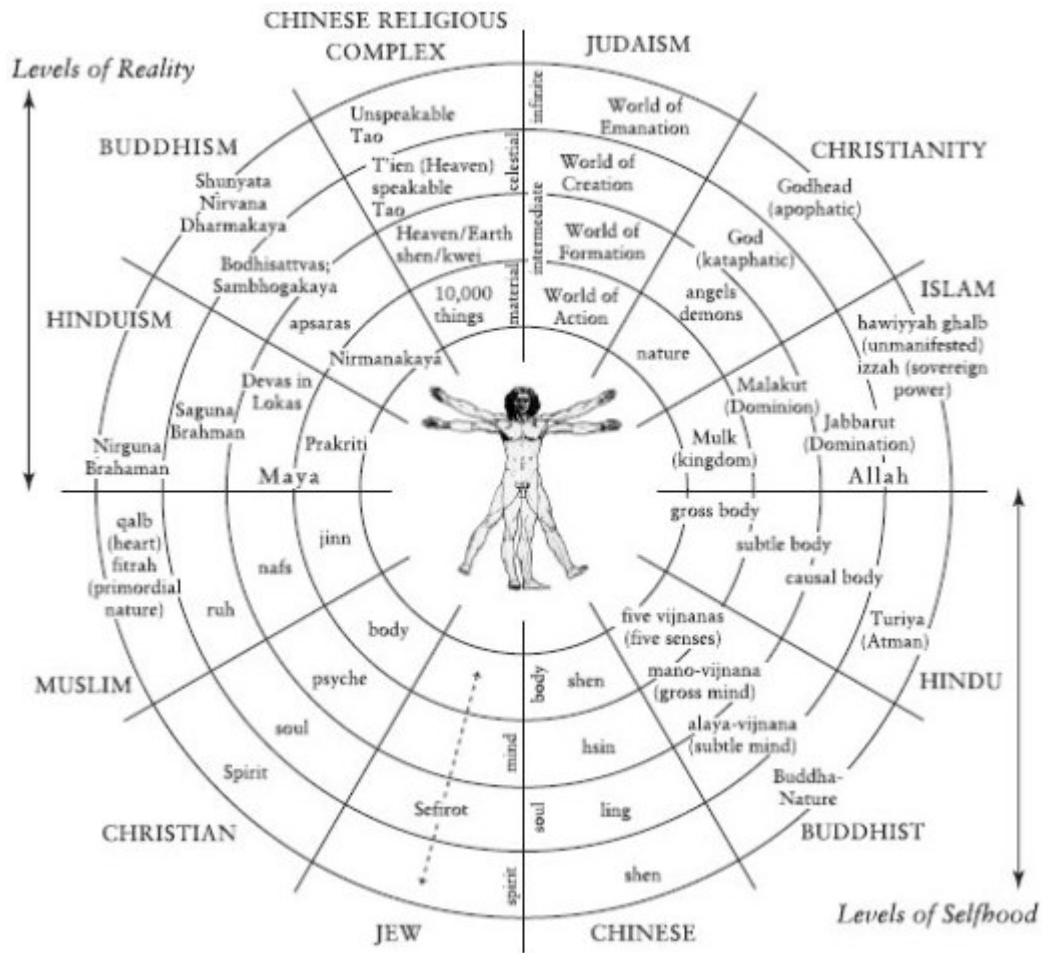 CHINESE RELIGIOUS
COMPLEX
JUDAISM
Levels of Reality
BUDDHISM
CHRISTIANITY
HINDUISM
ISLAM
infinite
celestial
intermediate
material
Unspeakable
Tao
T'ien (Heaven)
speakable
Tao
Heaven/Earth
shen/kwei
10,000
things
World of
Emanation
World of
Creation
World of
Formation
World of
Action
Godhead
(apophatic)
God
(kataphatic)
angels
demons
nature
hawiyyah ghalb
(unmanifested)
izzah (sovereign
power)
Jabbarut
(Domination)
Allah
Malakut
(Dominion)
Mulk
(kingdom)
Shunyata
Nirvana
Dharmakaya
Bodhisattvas;
Sambhogakaya
apsaras
Nirmanakaya
Nirguna
Brahaman
Saguna
Brahman
Devas in
Lokas
Prakriti
Maya
qalb
(heart)
fitrah
(primordial
nature)
ruh
nafs
jinn
MUSLIM
body
psyche
soul
Spirit
CHRISTIAN
Sefirot
JEW
body
mind
soul
spirit
shen
hsin
ling
shen
CHINESE
five vijnanas
(five senses)
mano-vijnana
(gross mind)
alaya-vijnana
(subtle mind)
Buddha-
Nature
BUDDHIST
gross body
subtle body
causal body
Turiya
(Atman)
HINDU
Levels of Selfhood